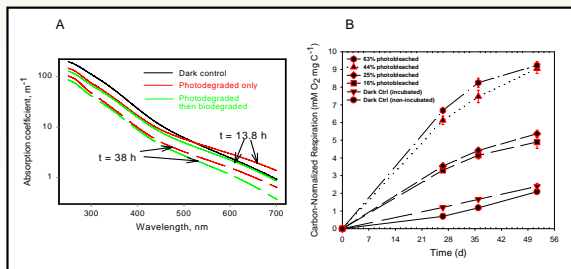 A
Absorption coefficient, m-1
100
10
1
Dark control
Photodegraded only
Photodegraded
then biodegraded
t = 13.8 h
t = 38 h
300 400 500 600 700
Wavelength, nm
B
Carbon-Normalized Respiration (mM O2 mg C-1)
10
9
8
7
6
5
4
3
2
1
0
63% photobleached
44% photobleached
25% photobleached
16% photobleached
Dark Ctrl (incubated)
Dark Ctrl (non-incubated)
0 7 14 21 28 35 42 49 56
Time (d)